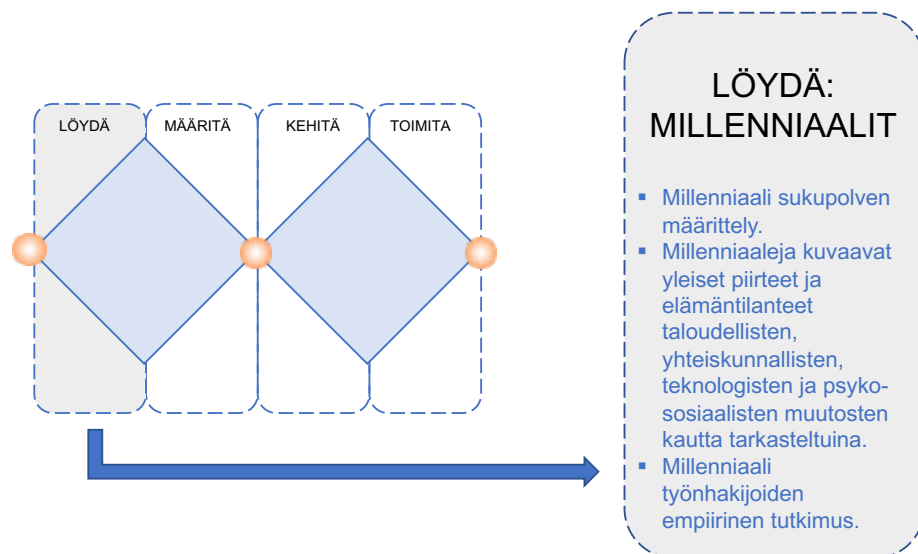 LÖYDÄ
MÄÄRITÄ
KEHITÄ
TOIMITA
LÖYDÄ:
MILLENNIAALIT
▪ Millenniaali sukupolven
määrittely.
▪ Millenniaaleja kuvaavat
yleiset piirteet ja
elämäntilanteet
taloudellisten,
yhteiskunnallisten,
teknologisten ja psyko-
sosiaalisten muutosten
kautta tarkasteltuina.
▪ Millenniaali
työnhakijoiden
empiirinen tutkimus.